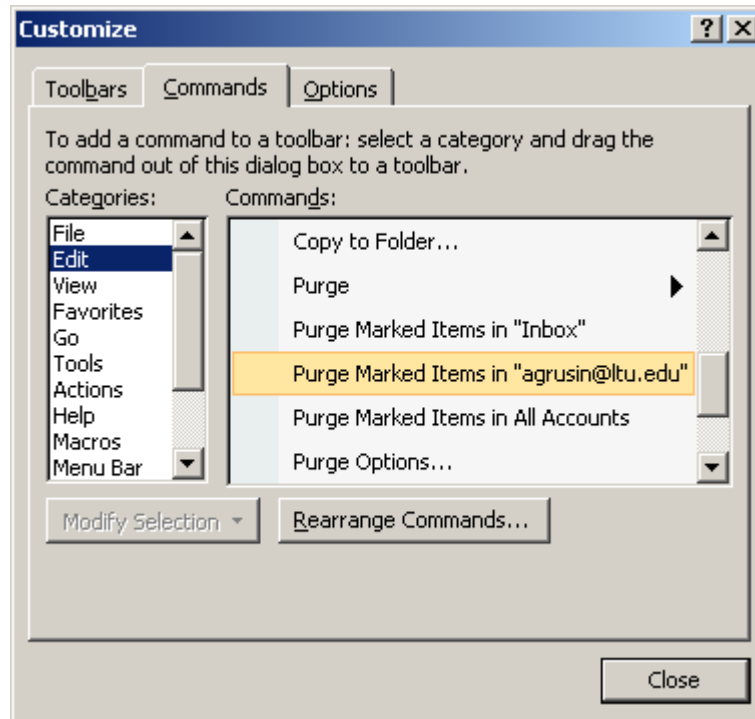 Customize
Toolbars
Commands
Options
To add a command to a toolbar: select a category and drag the
command out of this dialog box to a toolbar.
Categories:
Commands:
File
Edit
View
Favorites
Go
Tools
Actions
Help
Macros
Menu Bar
Copy to Folder...
Purge
Purge Marked Items in "Inbox"
Purge Marked Items in "agrusin@ltu.edu"
Purge Marked Items in All Accounts
Purge Options...
Modify Selection
Rearrange Commands...
Close